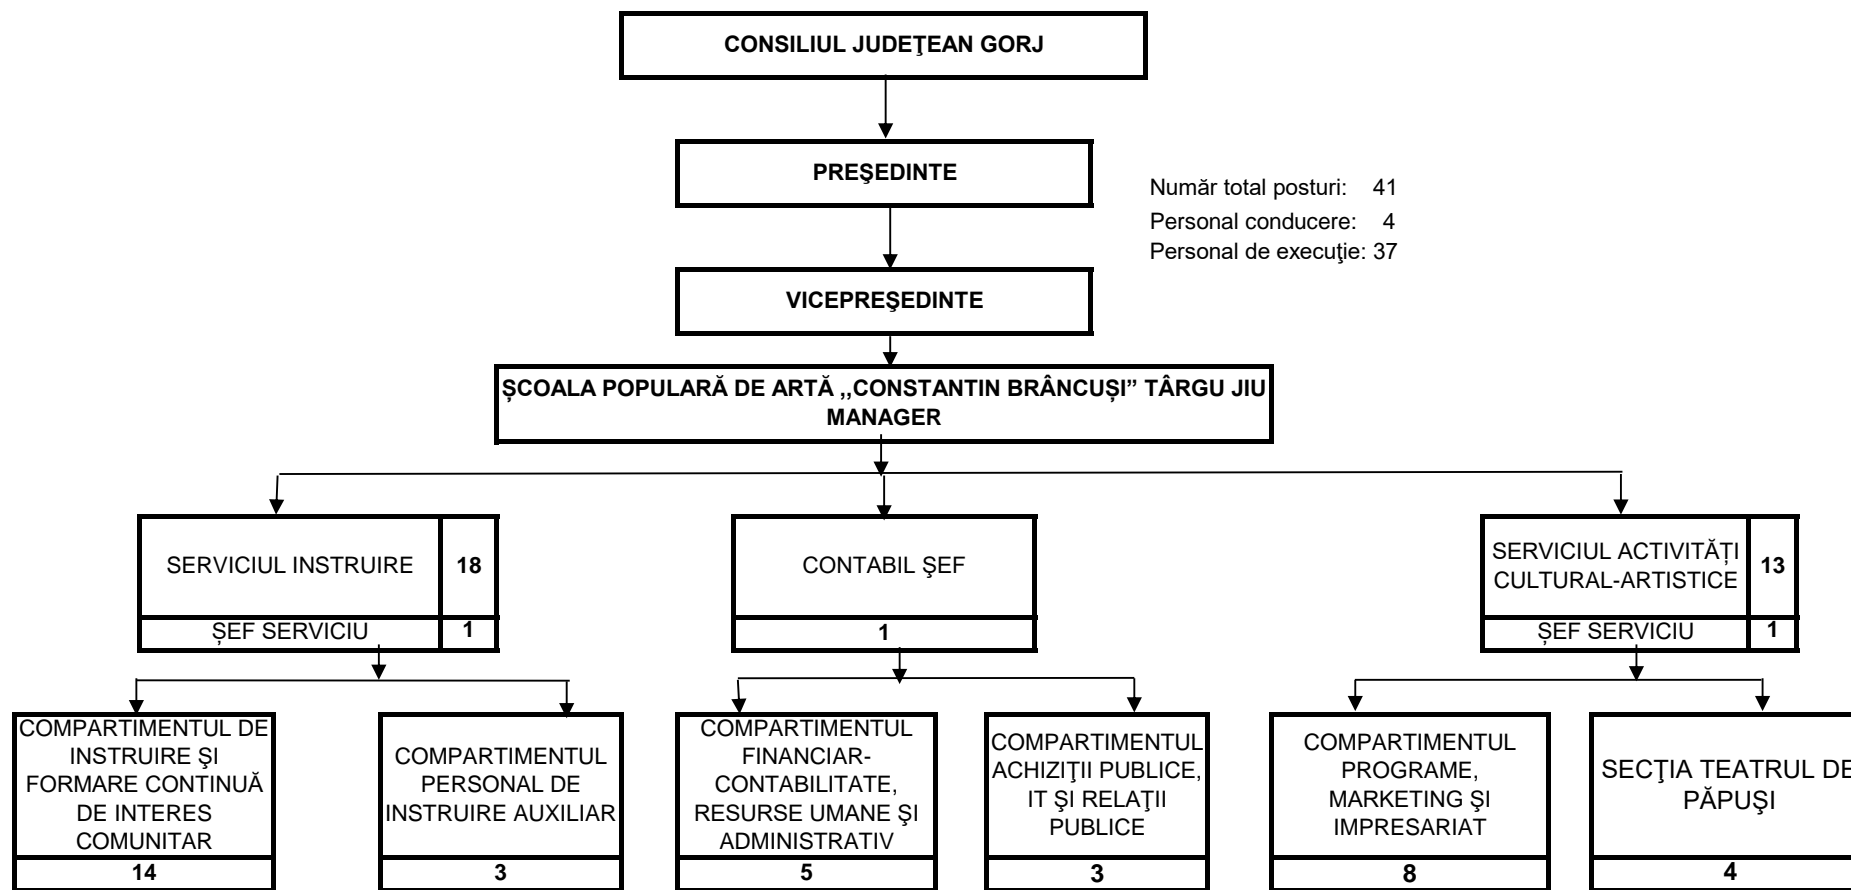 CONSILIUL JUDEŢEAN GORJ
PREŞEDINTE
Număr total posturi: 41
Personal conducere: 4
Personal de execuţie: 37
VICEPREŞEDINTE
ȘCOALA POPULARĂ DE ARTĂ ,,CONSTANTIN BRÂNCUȘI” TÂRGU JIU
MANAGER
SERVICIUL INSTRUIRE 18
ȘEF SERVICIU 1
CONTABIL ŞEF
1
SERVICIUL ACTIVITĂȚI
CULTURAL-ARTISTICE 13
ȘEF SERVICIU 1
COMPARTIMENTUL DE
INSTRUIRE ŞI
FORMARE CONTINUĂ
DE INTERES
COMUNITAR
14
COMPARTIMENTUL
PERSONAL DE
INSTRUIRE AUXILIAR
3
COMPARTIMENTUL
FINANCIAR-
CONTABILITATE,
RESURSE UMANE ŞI
ADMINISTRATIV
5
COMPARTIMENTUL
ACHIZIŢII PUBLICE,
IT ŞI RELAŢII
PUBLICE
3
COMPARTIMENTUL
PROGRAME,
MARKETING ŞI
IMPRESARIAT
8
SECŢIA TEATRUL DE
PĂPUŞI
4